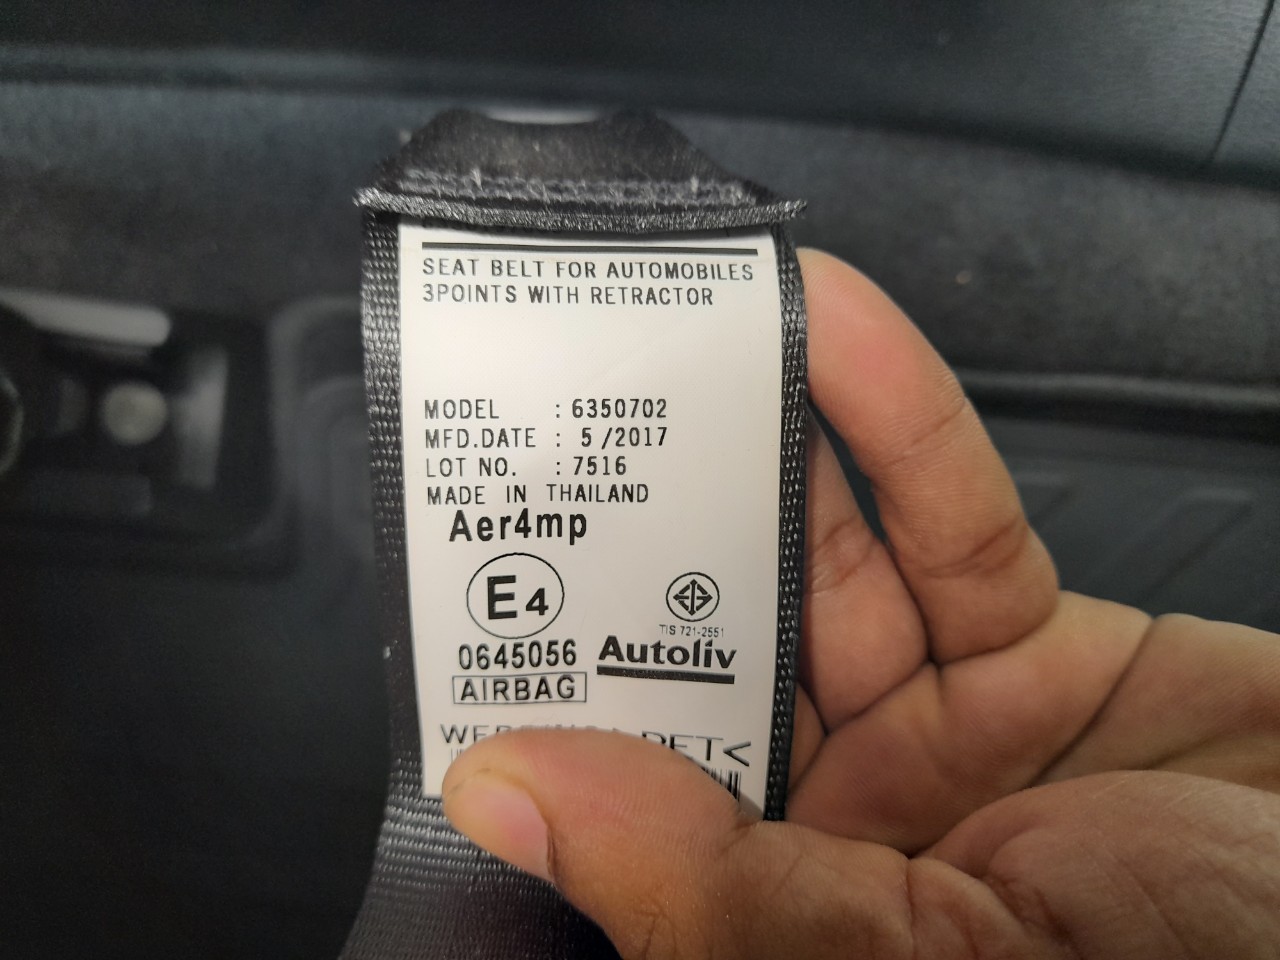 SEAT BELT FOR AUTOMOBILES
3POINTS WITH RETRACTOR
MODEL : 6350702
MFD.DATE : 5 /2017
LOT NO. : 7516
MADE IN THAILAND
Aer4mp
E4
TIS 721-2551
0645056
Autoliv
AIRBAG
PET<